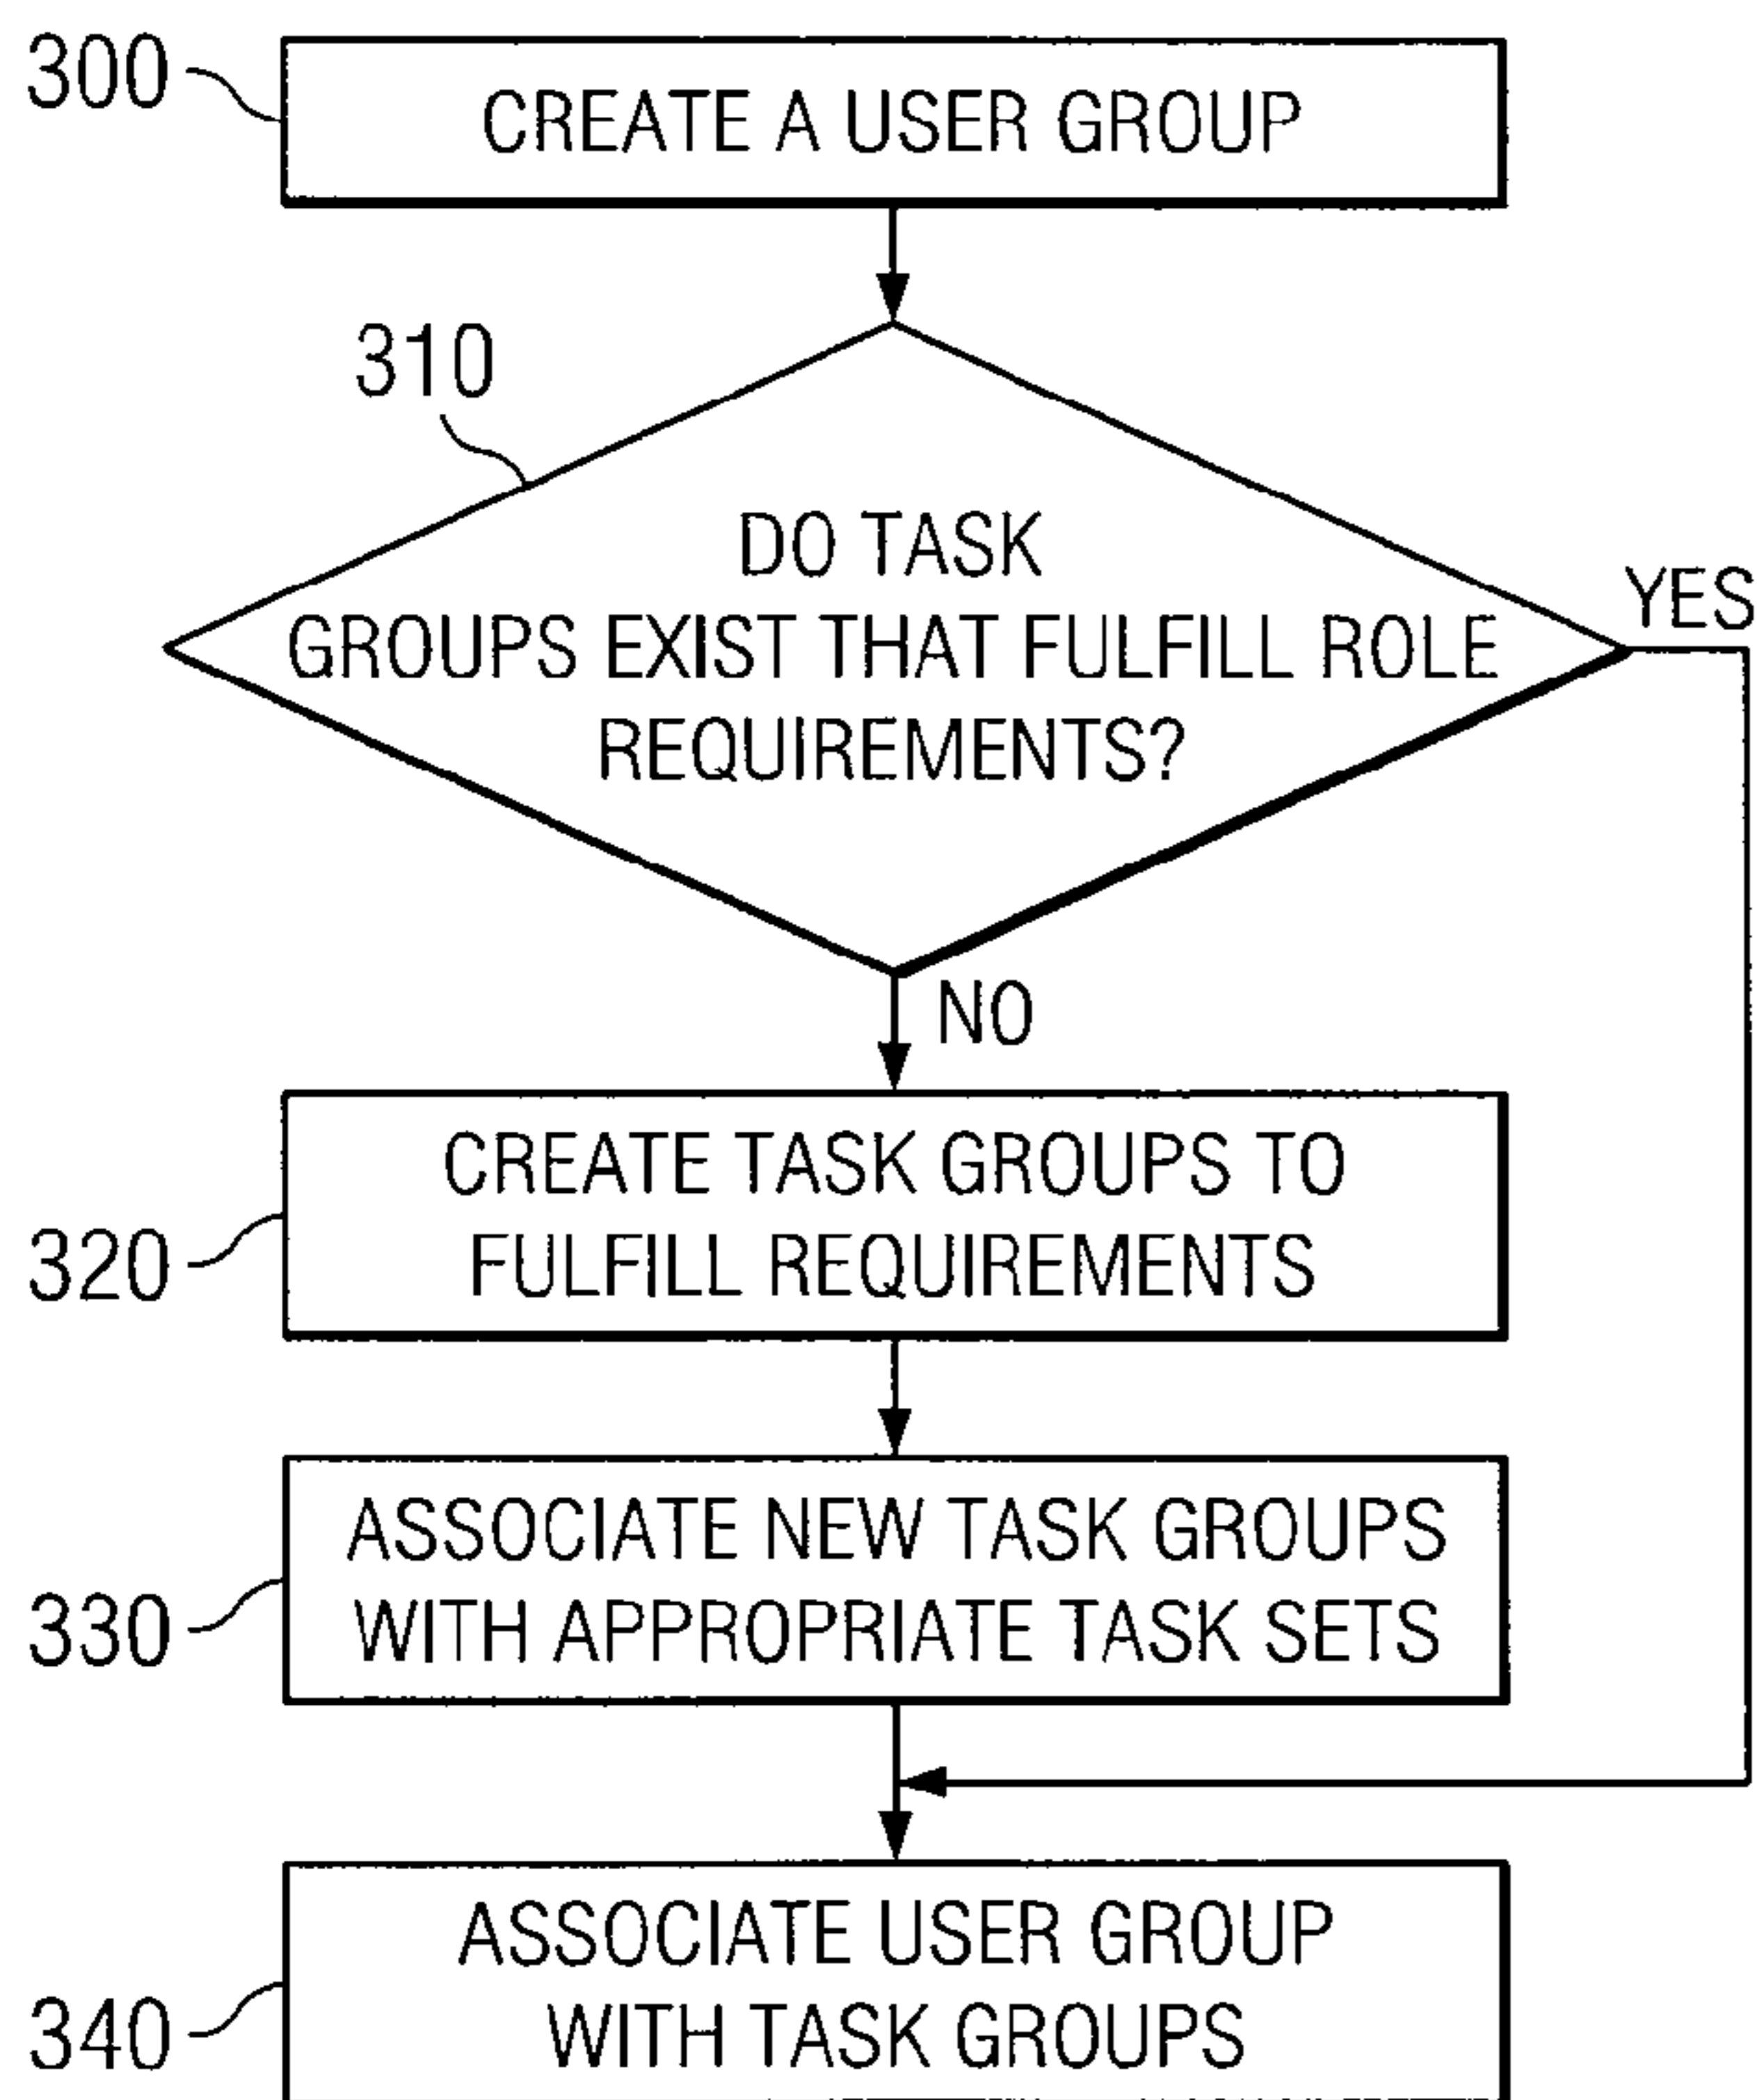 300
CREATE A USER GROUP
310
DO TASK
GROUPS EXIST THAT FULFILL ROLE
REQUIREMENTS?
YES
NO
CREATE TASK GROUPS TO
FULFILL REQUIREMENTS
320
ASSOCIATE NEW TASK GROUPS
WITH APPROPRIATE TASK SETS
330
ASSOCIATE USER GROUP
WITH TASK GROUPS
340